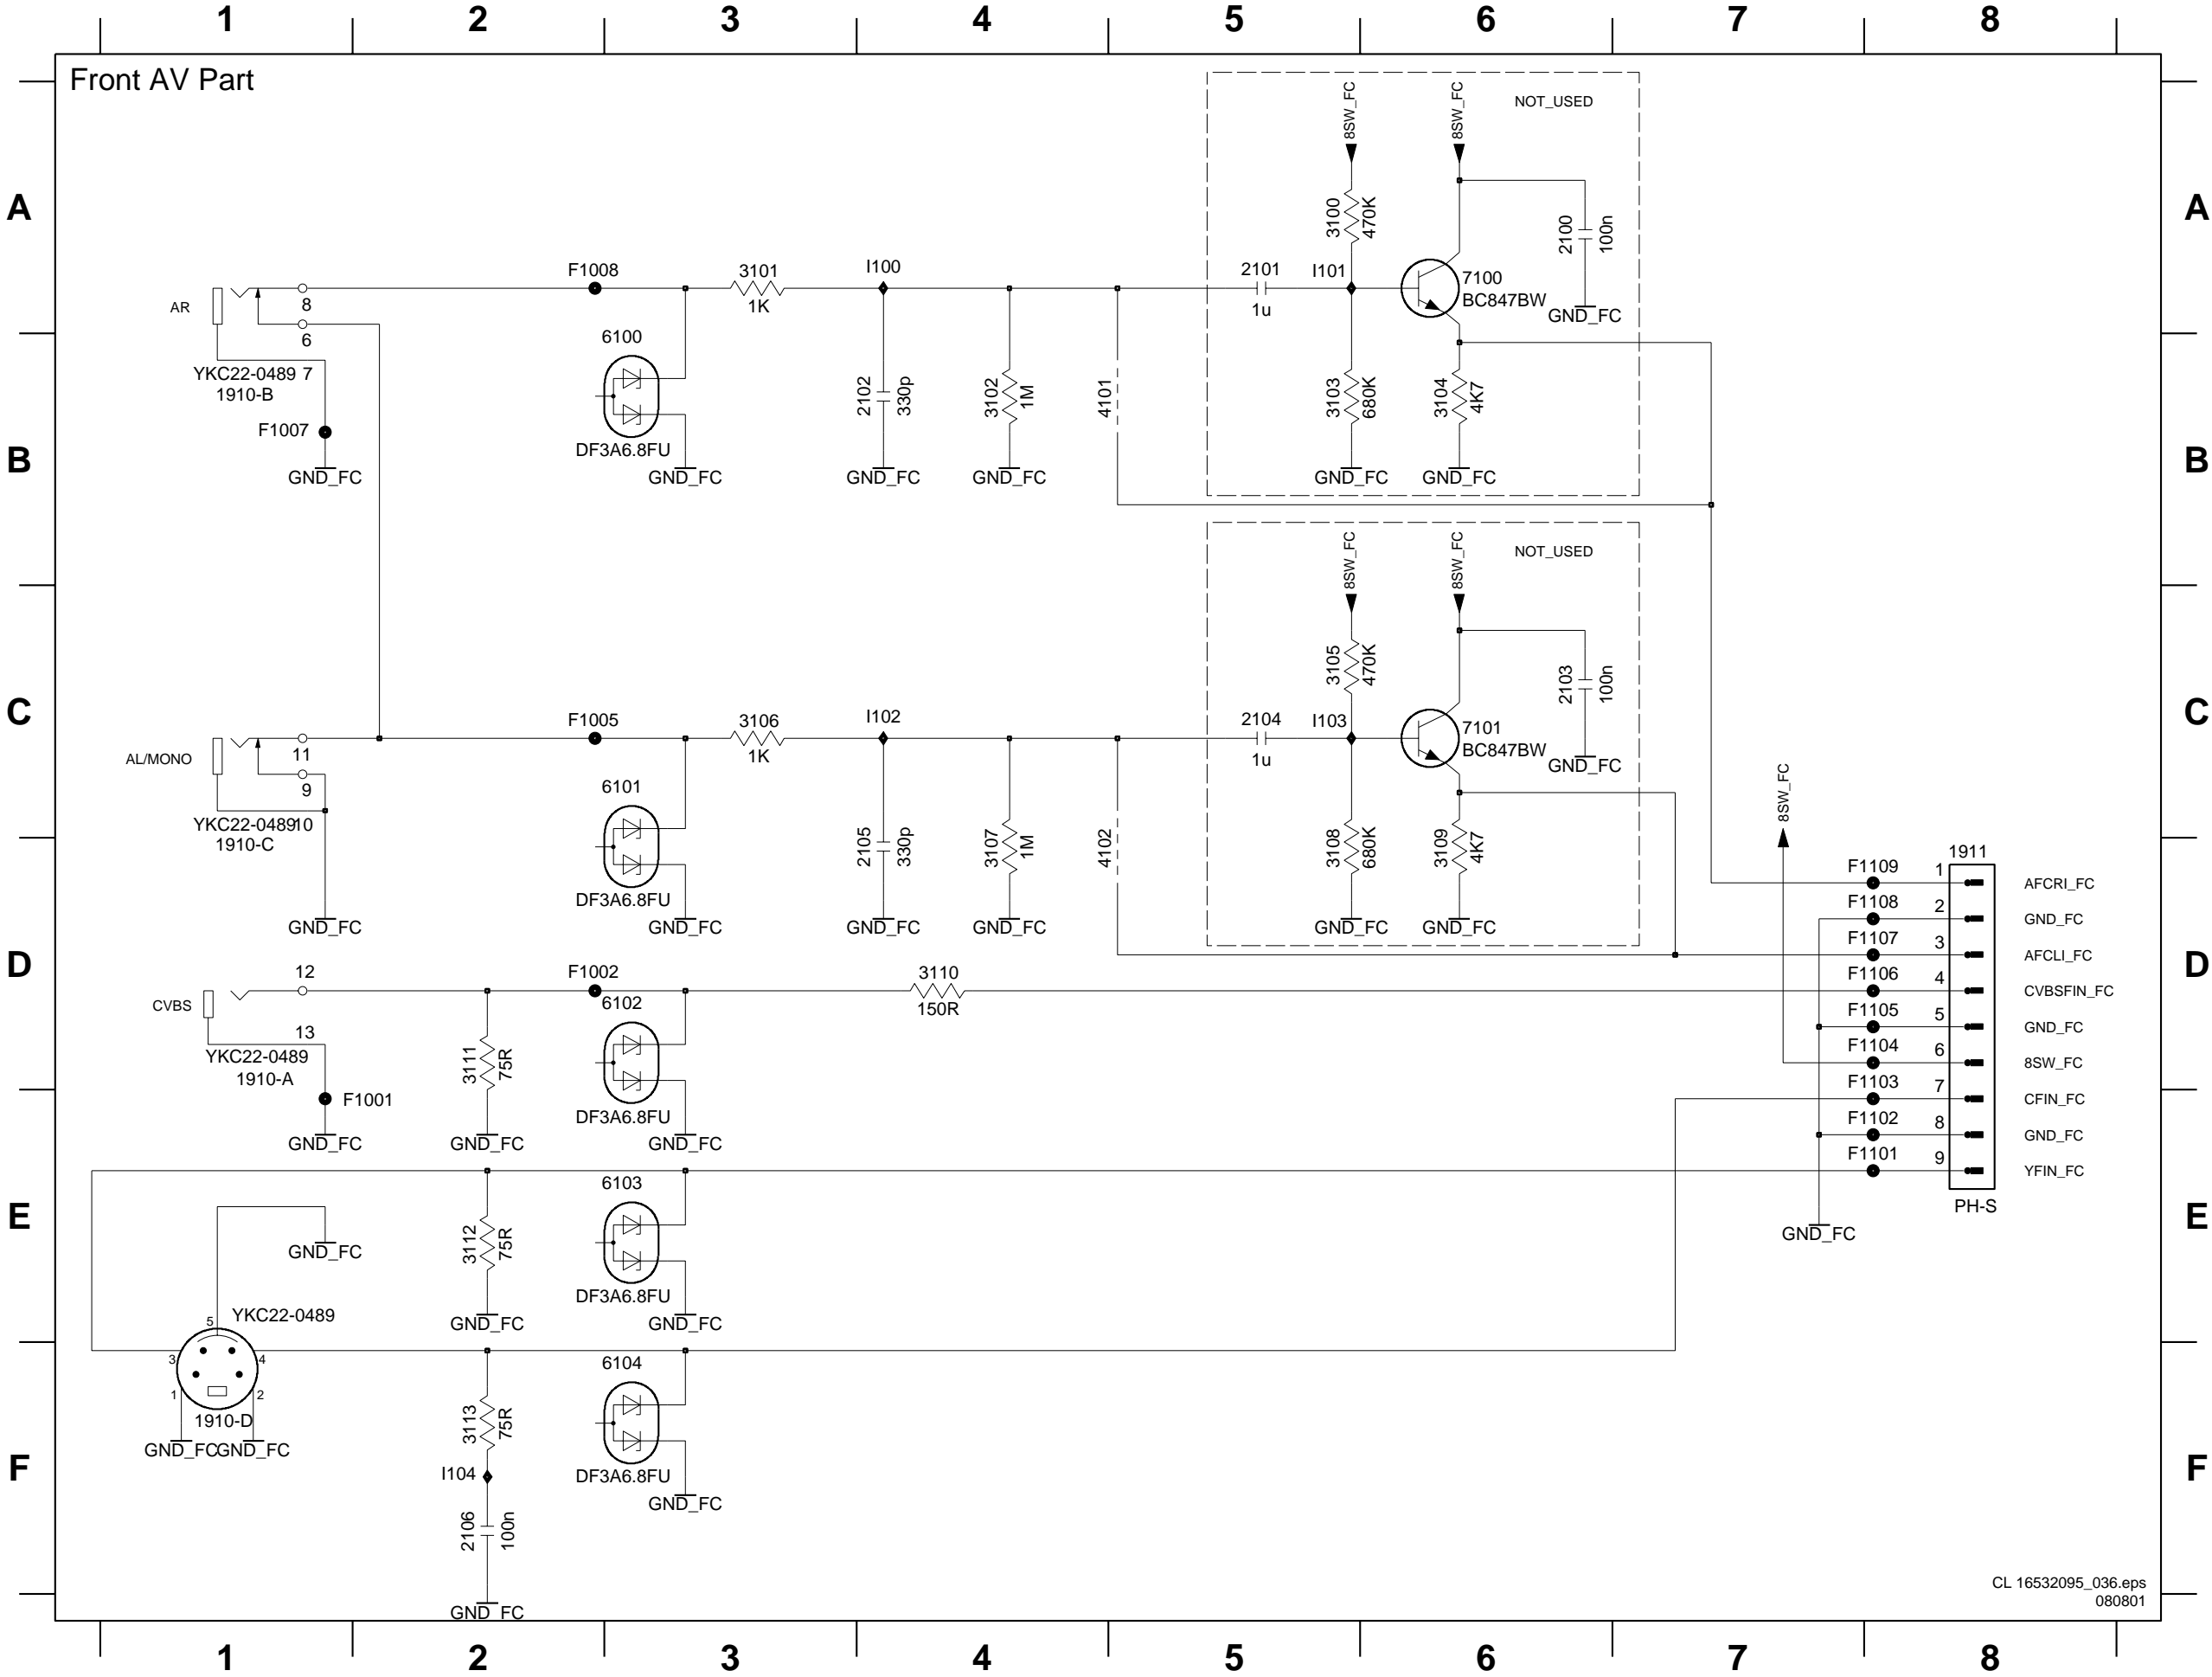 1 2 3 4 5 6 7 8
Front AV Part
8SW_FC
8SW_FC
NOT_USED
A
A
3100
470K
2100
100n
F1008
3101
I100
2101
I101
7100
BC847BW
AR
8
1K
1u
GND_FC
6
6100
YKC22-0489 7
1910-B
2102
330p
3102
1M
4101
3103
680K
3104
4K7
F1007
DF3A6.8FU
B
B
GND_FC
GND_FC
GND_FC
GND_FC
GND_FC
GND_FC
8SW_FC
8SW_FC
NOT_USED
3105
470K
2103
100n
C
C
F1005
3106
I102
2104
I103
7101
BC847BW
AL/MONO
11
1K
1u
GND_FC
9
6101
8SW_FC
YKC22-048910
1910-C
2105
330p
3107
1M
4102
3108
680K
3109
4K7
1911
DF3A6.8FU
F1109
1
AFCRI_FC
GND_FC
GND_FC
GND_FC
GND_FC
GND_FC
GND_FC
F1108
2
GND_FC
F1107
3
AFCLI_FC
D
D
12
F1002
3110
F1106
4
CVBSFIN_FC
CVBS
6102
150R
13
F1105
5
GND_FC
YKC22-0489
1910-A
3111
75R
F1104
6
8SW_FC
F1001
DF3A6.8FU
F1103
7
CFIN_FC
GND_FC
GND_FC
GND_FC
F1102
8
GND_FC
F1101
9
YFIN_FC
6103
PH-S
E
E
GND_FC
3112
75R
GND_FC
DF3A6.8FU
YKC22-0489
5
GND_FC
GND_FC
3
4
6104
1
2
1910-D
3113
75R
GND_FC
GND_FC
I104
DF3A6.8FU
F
F
GND_FC
2106
100n
GND_FC
CL 16532095_036.eps
080801
1 2 3 4 5 6 7 8